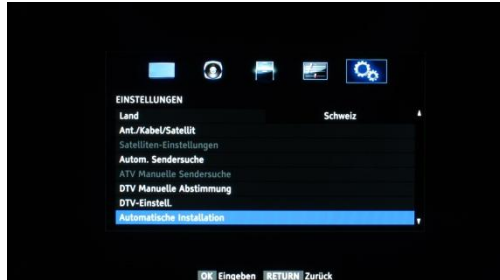 EINSTELLUNGEN
Land Schweiz
Ant./Kabel/Satellit
Satelliten-Einstellungen
Autom. Sendersuche
ATV Manuelle Sendersuche
DTV Manuelle Abstimmung
DTV-Einstell.
Automatische Installation
OK Eingeben RETURN Zurück